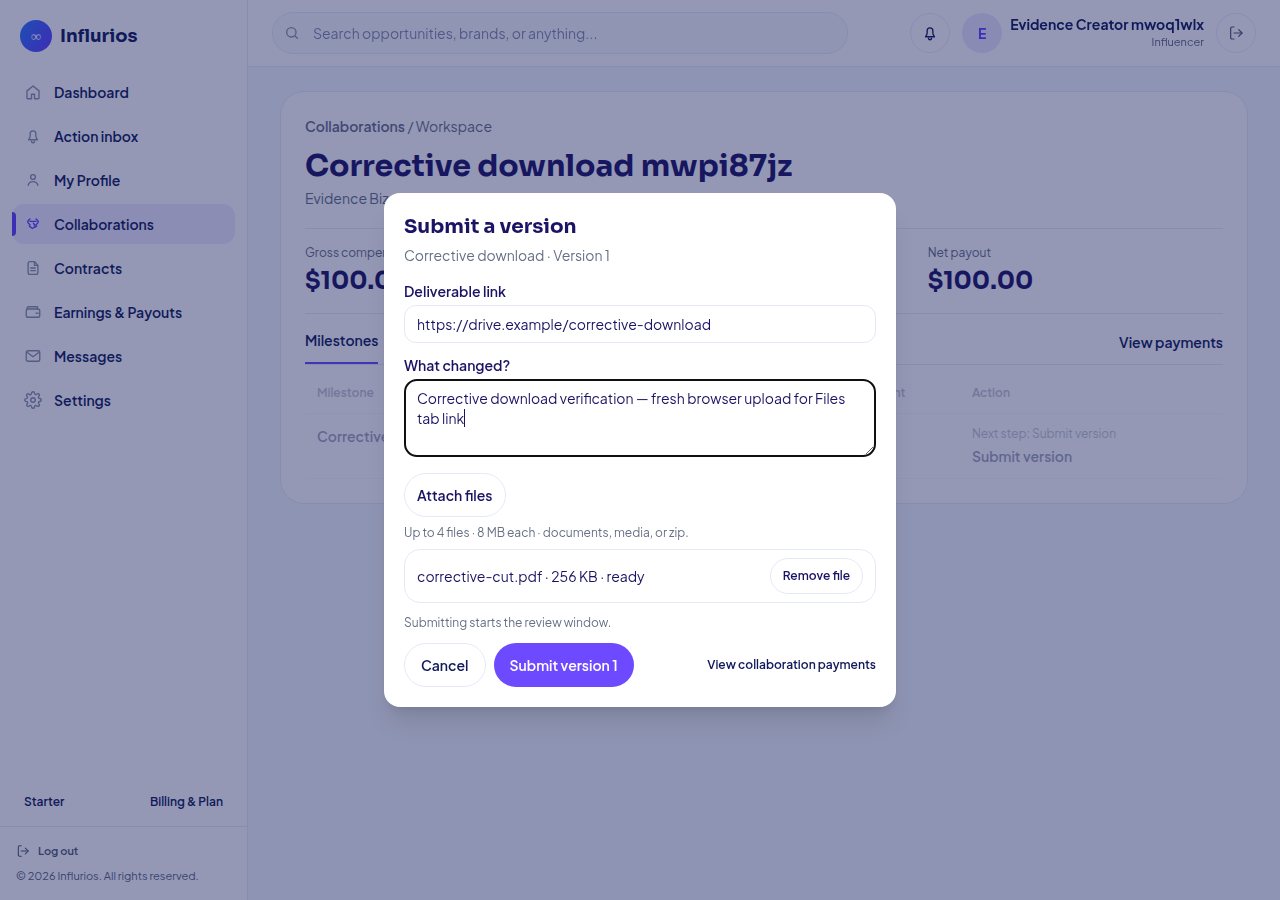 Influrios
Search opportunities, brands, or anything...
E
Evidence Creator mwoq1wlx
Influencer
Dashboard
Action inbox
My Profile
Collaborations
Contracts
Earnings & Payouts
Messages
Settings
Starter
Billing & Plan
Log out
© 2026 Influrios. All rights reserved.
Collaborations / Workspace
Corrective download mwpi87jz
Evidence Biz
Gross compe
$100.0
Net payout
$100.00
Milestones
View payments
Milestone
nt
Action
Corrective
Next step: Submit version
Submit version
Submit a version
Corrective download · Version 1
Deliverable link
https://drive.example/corrective-download
What changed?
Corrective download verification — fresh browser upload for Files
tab link
Attach files
Up to 4 files · 8 MB each · documents, media, or zip.
corrective-cut.pdf · 256 KB · ready
Remove file
Submitting starts the review window.
Cancel
Submit version 1
View collaboration payments